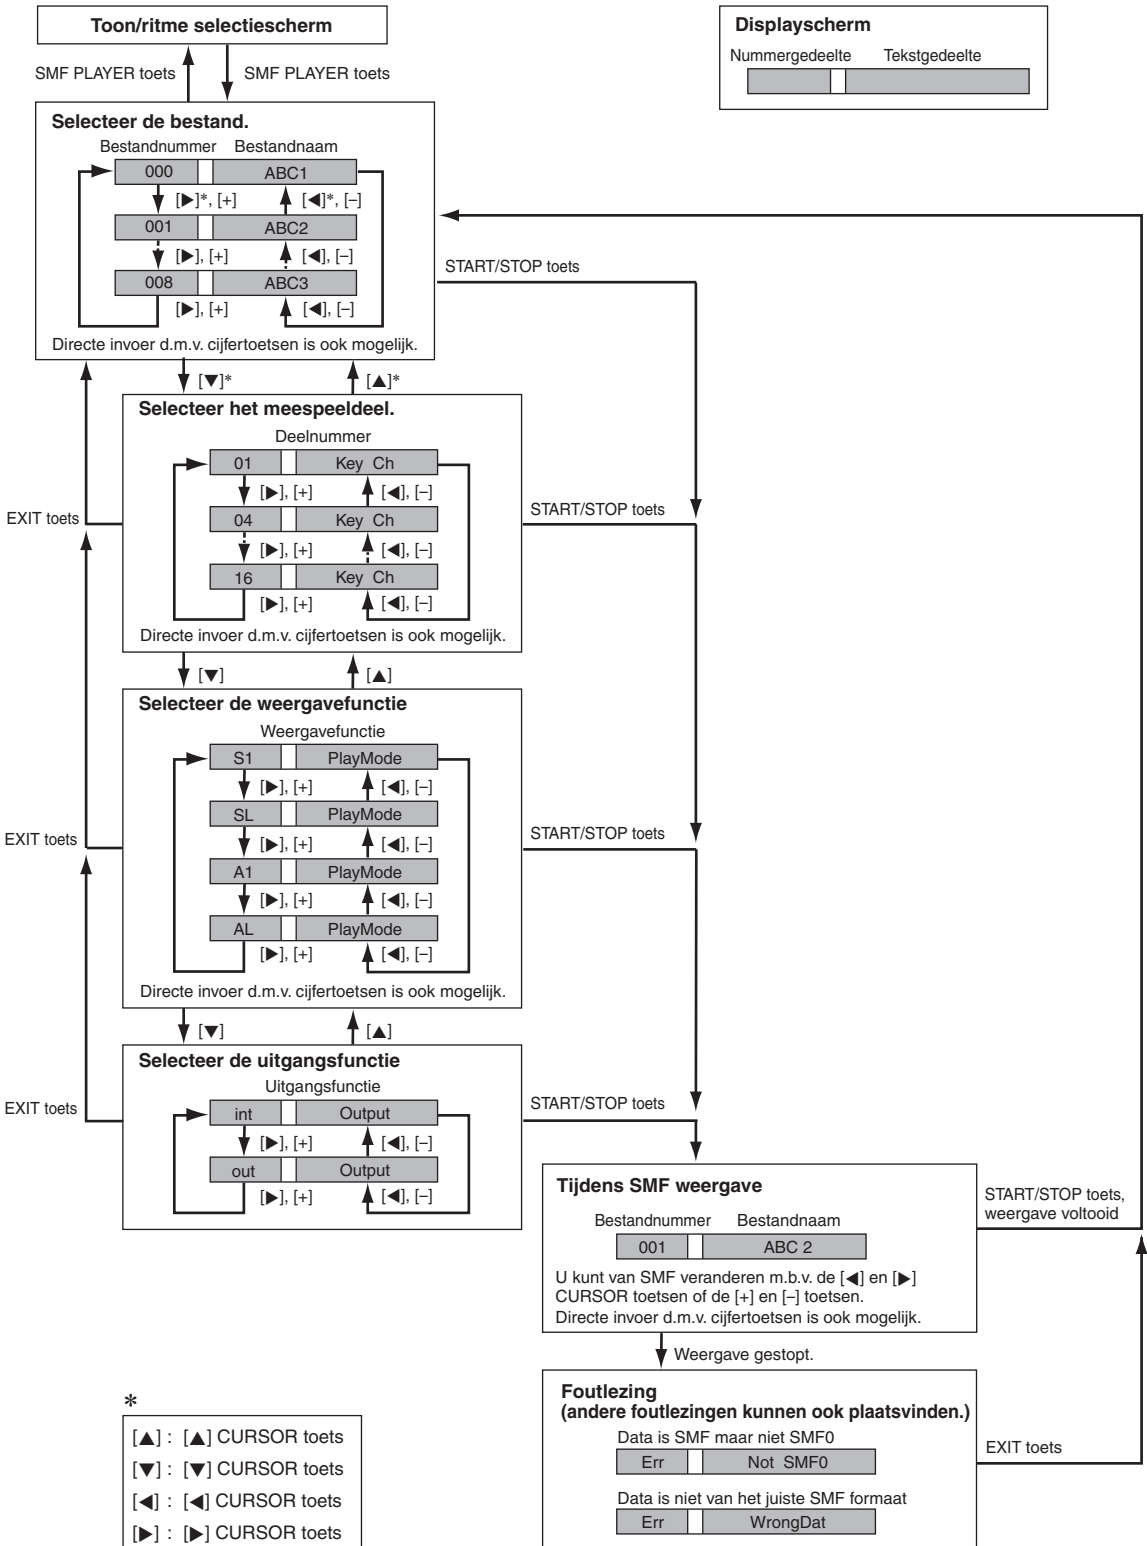 Toon/ritme selectiescherm
SMF PLAYER toets
SMF PLAYER toets
Displayscherm
Nummergedeelte Tekstgedeelte
Selecteer de bestand.
Bestandnummer Bestandnaam
000 ABC1
[▶]*, [+] [◀]*, [–]
001 ABC2
[▶], [+] [◀], [–]
008 ABC3
[▶], [+] [◀], [–]
Directe invoer d.m.v. cijfertoetsen is ook mogelijk.
START/STOP toets
[▼]* [▲]*
Selecteer het meespeeldeel.
Deelnummer
01 Key Ch
[▶], [+] [◀], [–]
04 Key Ch
[▶], [+] [◀], [–]
16 Key Ch
[▶], [+] [◀], [–]
Directe invoer d.m.v. cijfertoetsen is ook mogelijk.
EXIT toets
START/STOP toets
[▼] [▲]
Selecteer de weergavefunctie
Weergavefunctie
S1 PlayMode
[▶], [+] [◀], [–]
SL PlayMode
[▶], [+] [◀], [–]
A1 PlayMode
[▶], [+] [◀], [–]
AL PlayMode
[▶], [+] [◀], [–]
Directe invoer d.m.v. cijfertoetsen is ook mogelijk.
EXIT toets
START/STOP toets
[▼] [▲]
Selecteer de uitgangsfunctie
Uitgangsfunctie
int Output
[▶], [+] [◀], [–]
out Output
[▶], [+] [◀], [–]
EXIT toets
START/STOP toets
Tijdens SMF weergave
Bestandnummer Bestandnaam
001 ABC 2
U kunt van SMF veranderen m.b.v. de [◀] en [▶]
CURSOR toetsen of de [+] en [–] toetsen.
Directe invoer d.m.v. cijfertoetsen is ook mogelijk.
START/STOP toets,
weergave voltooid
Weergave gestopt.
Foutlezing
(andere foutlezingen kunnen ook plaatsvinden.)
Data is SMF maar niet SMF0
Err Not SMF0
Data is niet van het juiste SMF formaat
Err WrongDat
EXIT toets
*
[▲] : [▲] CURSOR toets
[▼] : [▼] CURSOR toets
[◀] : [◀] CURSOR toets
[▶] : [▶] CURSOR toets